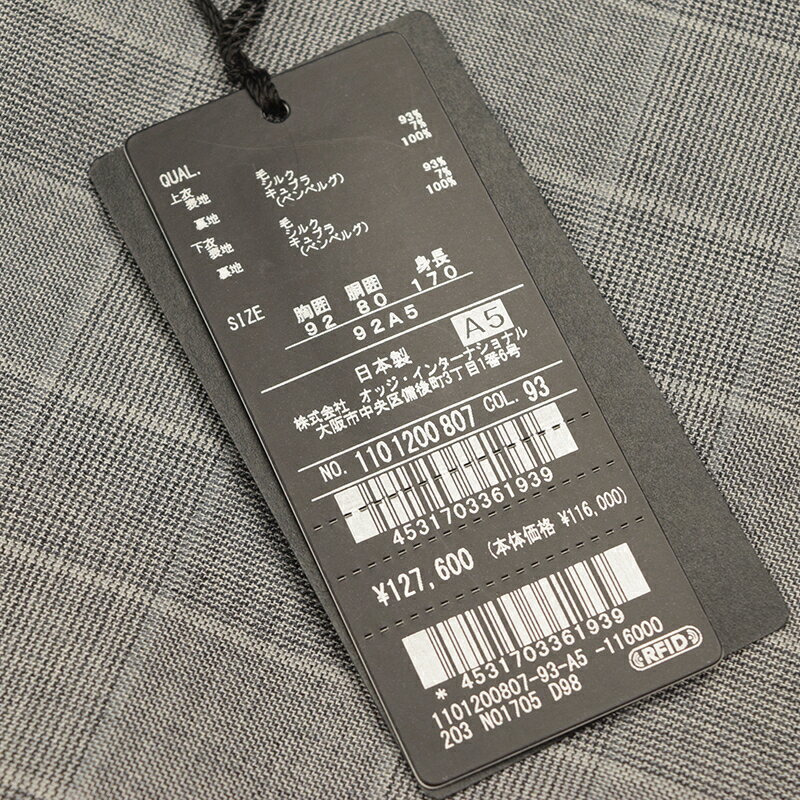 QUAL.
上衣
表地 毛 93%
シルク 7%
裏地 キュプラ 100%
(ベンベルグ)
下衣
表地 毛 93%
シルク 7%
裏地 キュプラ 100%
(ベンベルグ)
SIZE 胸囲 胴囲 身長
92 80 170
92A5 A5
日本製
株式会社 オッジ・インターナショナル
大阪市中央区備後町3丁目1番6号
NO. 1101200807 COL. 93
4531703361939
¥127,600 (本体価格 ¥116,000)
* 4531703361939
1101200807-93-A5 -116000
203 N01705 D98
RFID